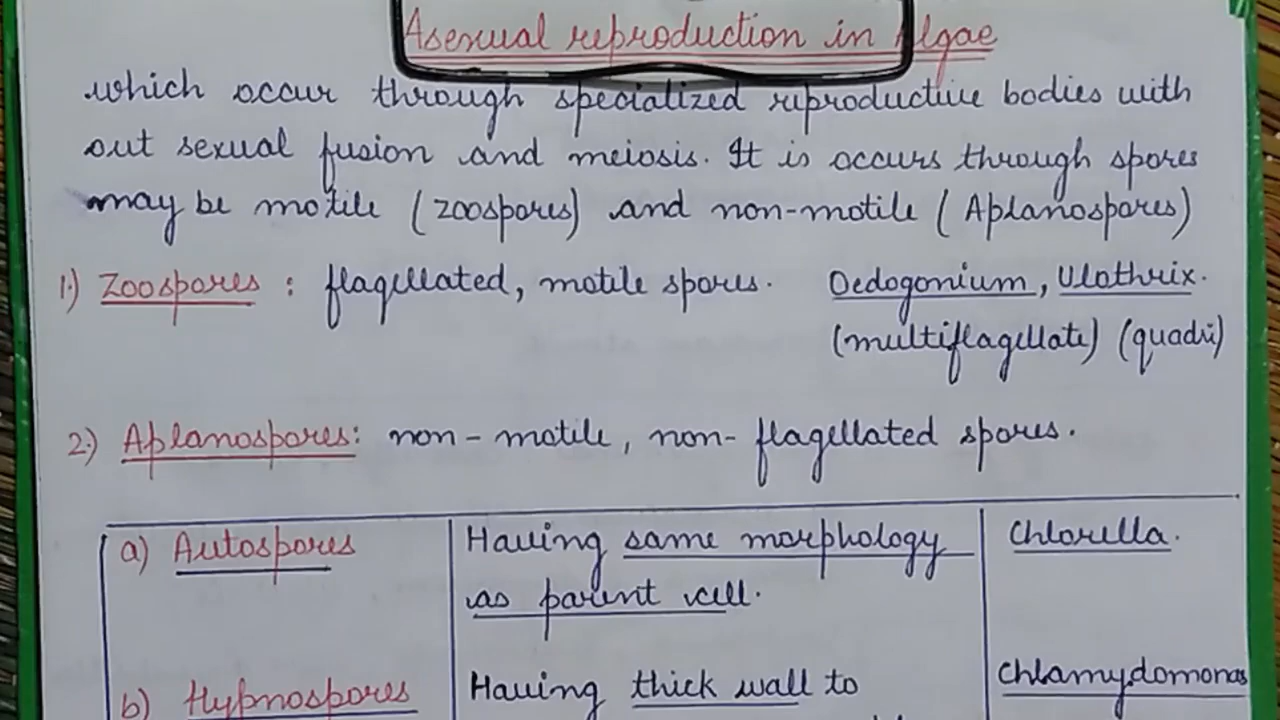 Asexual reproduction in Algae
which occur through specialized reproductive bodies with
out sexual fusion and meiosis. It is occurs through spores
may be motile (zoospores) and non-motile (Aplanospores)
1.) Zoospores : flagellated, motile spores. Oedogonium, Ulothrix.
(multiflagellate) (quadri)
2.) Aplanospores: non-motile, non-flagellated spores.
a) Autospores Having same morphology Chlorella.
as parent cell.
b) Hypnospores Having thick wall to Chlamydomonas